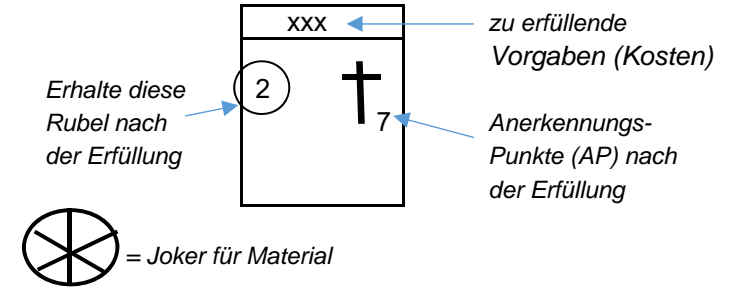 xxx
zu erfüllende
Vorgaben (Kosten)
Erhalte diese
Rubel nach
der Erfüllung
2
7
Anerkennungs-
Punkte (AP) nach
der Erfüllung
= Joker für Material